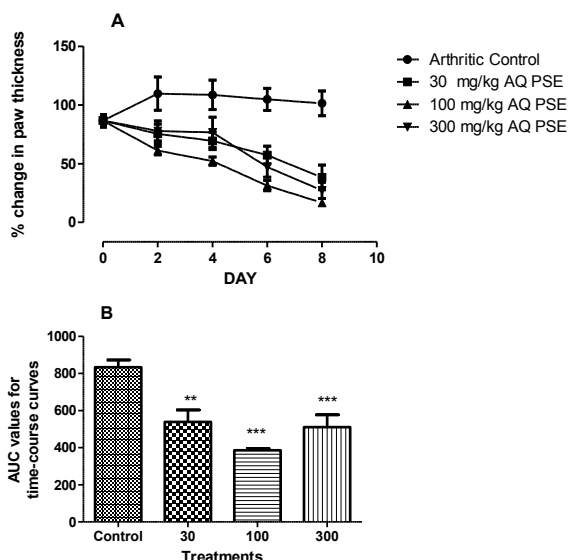 A
% change in paw thickness
150
100
50
0
0 2 4 6 8 10
DAY
Arthritic Control
30 mg/kg AQ PSE
100 mg/kg AQ PSE
300 mg/kg AQ PSE
B
AUC values for
time-course curves
1000
800
600
400
200
0
** *** ***
Control 30 100 300
Treatments